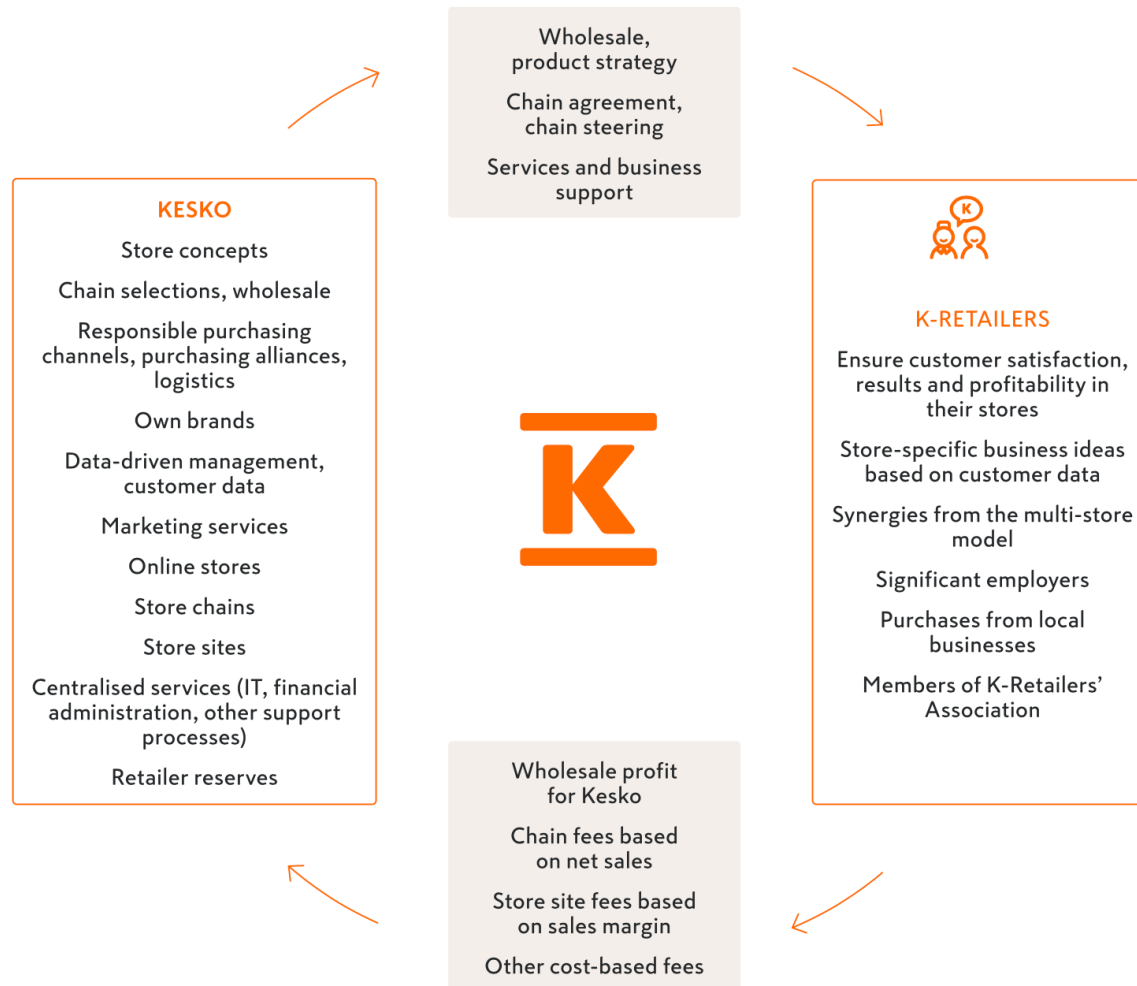 Wholesale,
product strategy
Chain agreement,
chain steering
Services and business
support
KESKO
Store concepts
Chain selections, wholesale
Responsible purchasing
channels, purchasing alliances,
logistics
Own brands
Data-driven management,
customer data
Marketing services
Online stores
Store chains
Store sites
Centralised services (IT, financial
administration, other support
processes)
Retailer reserves
K
K
K-RETAILERS
Ensure customer satisfaction,
results and profitability in
their stores
Store-specific business ideas
based on customer data
Synergies from the multi-store
model
Significant employers
Purchases from local
businesses
Members of K-Retailers’
Association
Wholesale profit
for Kesko
Chain fees based
on net sales
Store site fees based
on sales margin
Other cost-based fees